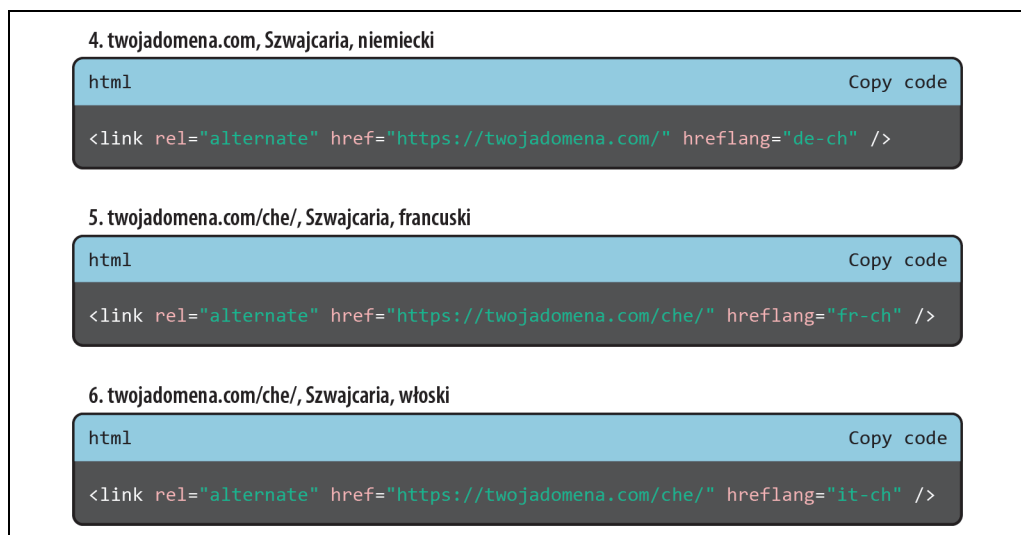 4. twojadomena.com, Szwajcaria, niemiecki
html Copy code
<link rel="alternate" href="https://twojadomena.com/" hreflang="de-ch" />
5. twojadomena.com/che/, Szwajcaria, francuski
html Copy code
<link rel="alternate" href="https://twojadomena.com/che/" hreflang="fr-ch" />
6. twojadomena.com/che/, Szwajcaria, włoski
html Copy code
<link rel="alternate" href="https://twojadomena.com/che/" hreflang="it-ch" />